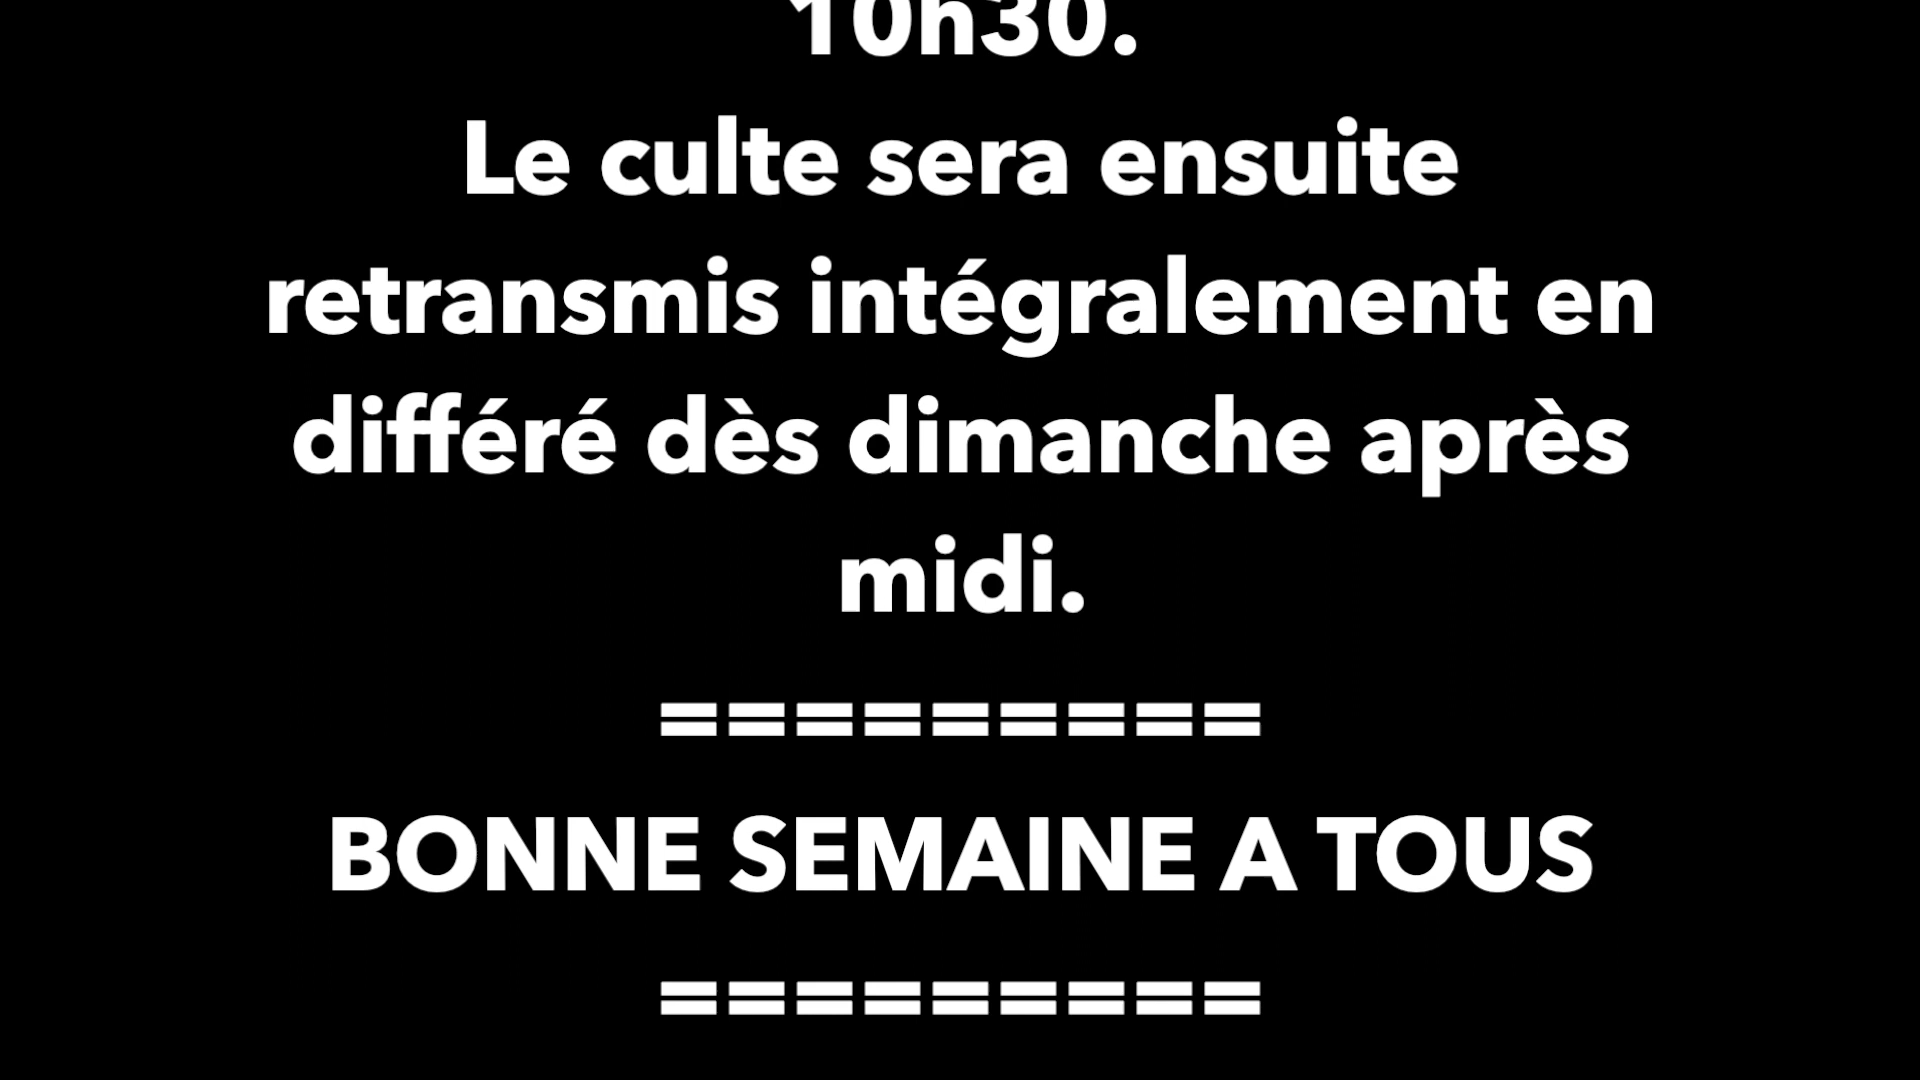 10h30.
Le culte sera ensuite
retransmis intégralement en
différé dès dimanche après
midi.
=========
BONNE SEMAINE A TOUS
=========